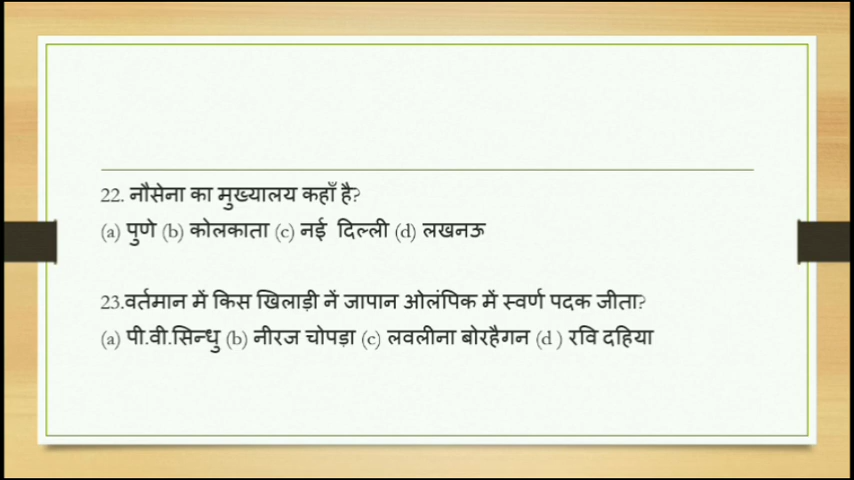 22. नौसेना का मुख्यालय कहाँ है?
(a) पुणे (b) कोलकाता (c) नई दिल्ली (d) लखनऊ
23.वर्तमान में किस खिलाड़ी नें जापान ओलंपिक में स्वर्ण पदक जीता?
(a) पी.वी.सिन्धु (b) नीरज चोपड़ा (c) लवलीना बोरहैगन (d ) रवि दहिया